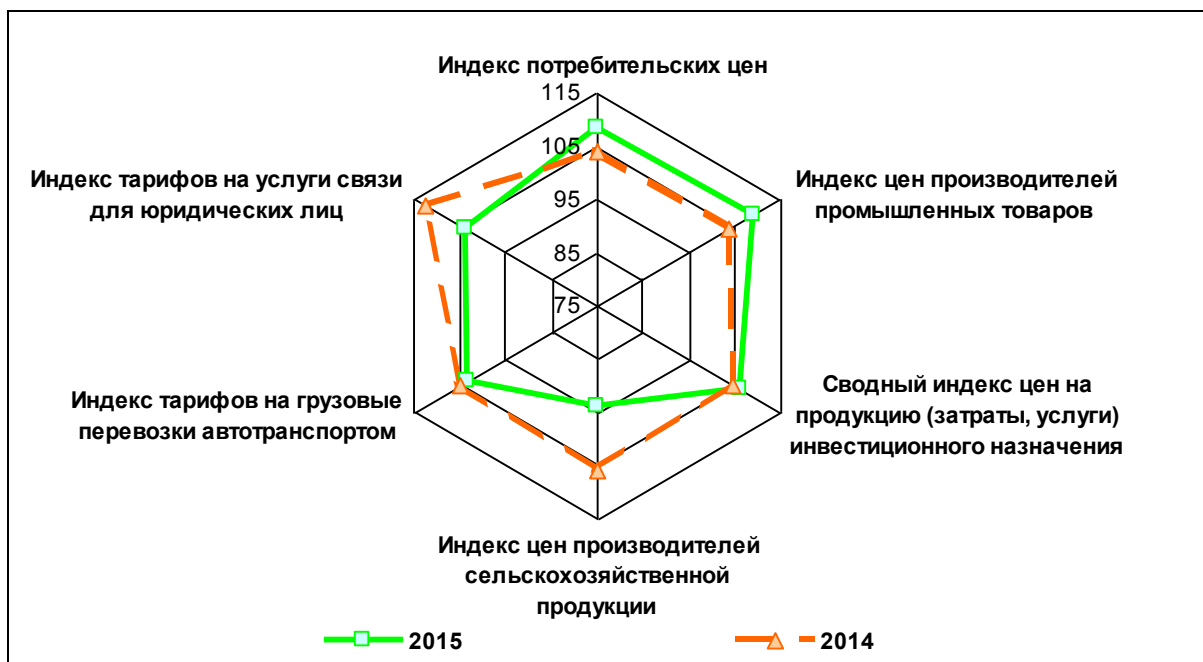 Индекс потребительских цен
115
105
95
85
75
Индекс цен производителей
промышленных товаров
Сводный индекс цен на
продукцию (затраты, услуги)
инвестиционного назначения
Индекс цен производителей
сельскохозяйственной
продукции
Индекс тарифов на грузовые
перевозки автотранспортом
Индекс тарифов на услуги связи
для юридических лиц
2015
2014